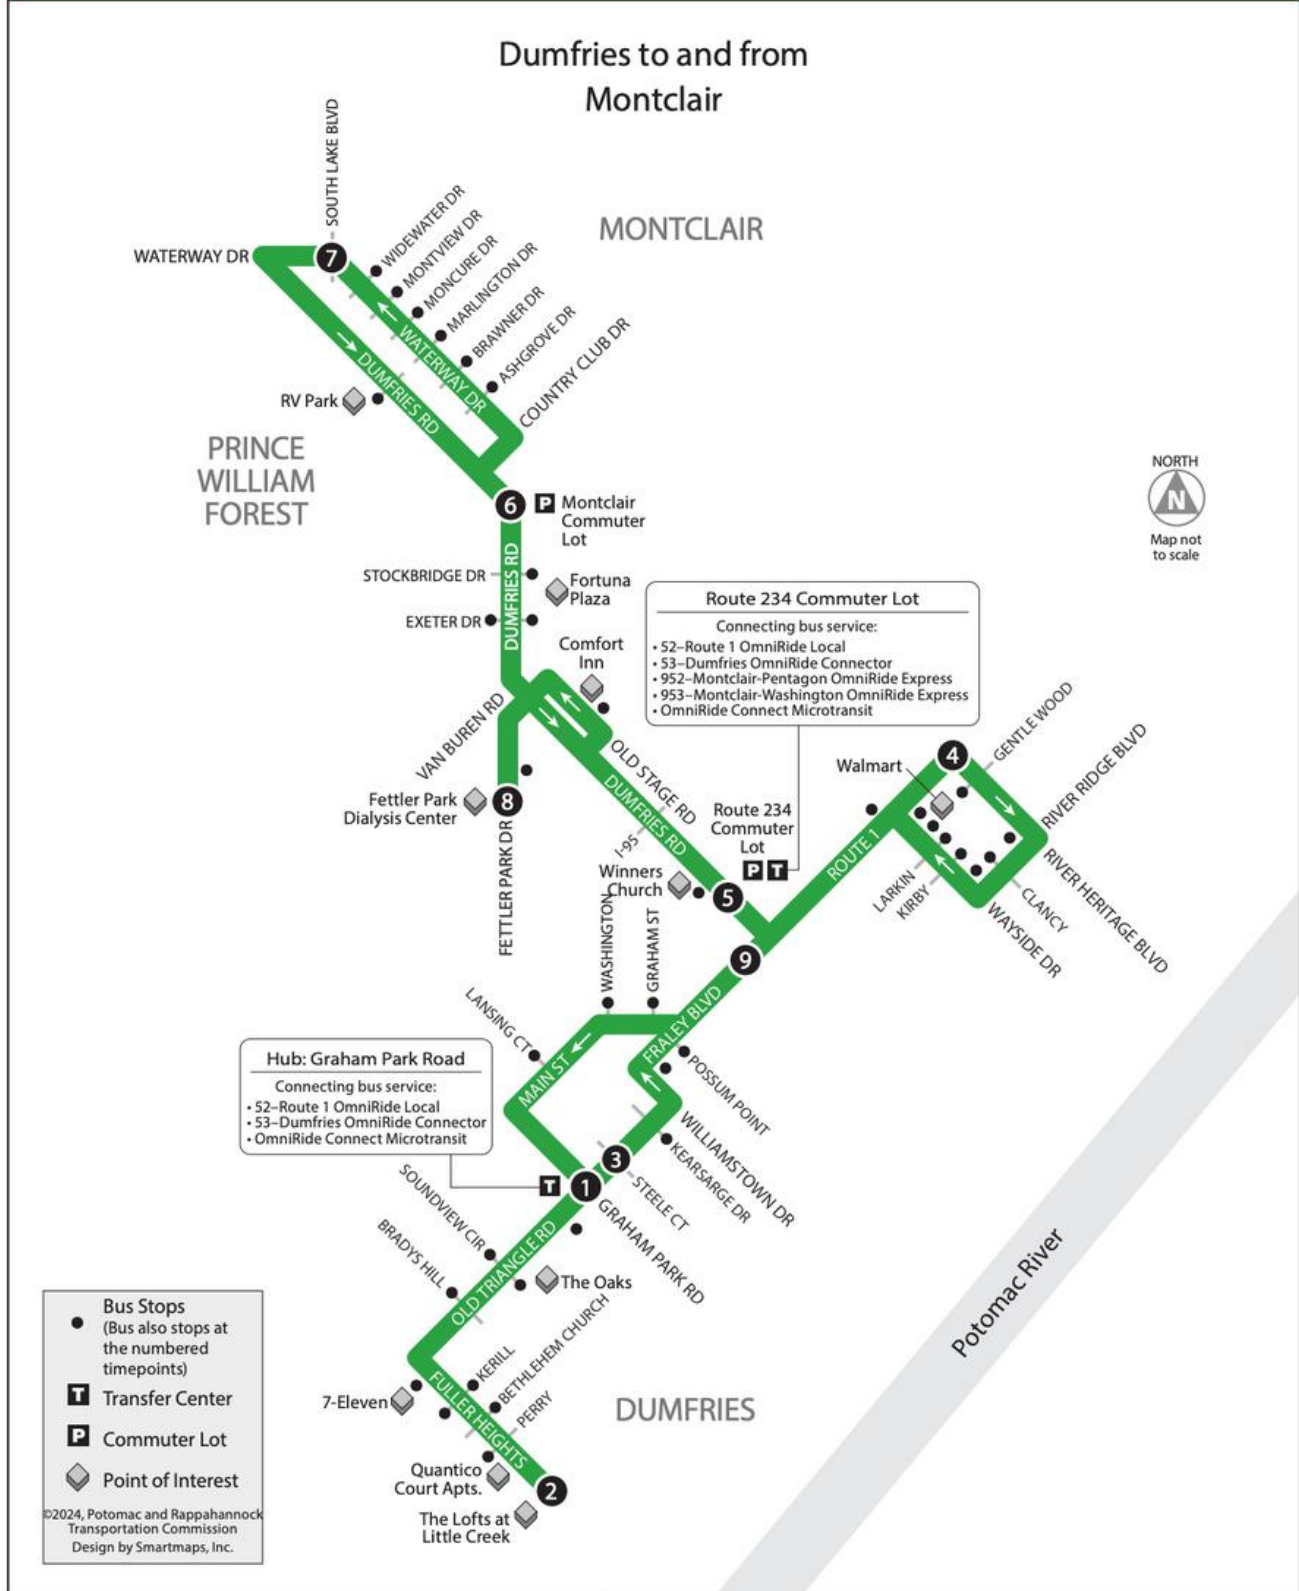 Dumfries to and from
Montclair
SOUTH LAKE BLVD
WIDEWATER DR
MONTVIEW DR
MONCURE DR
MARLINGTON DR
BRAWNER DR
ASHGROVE DR
COUNTRY CLUB DR
MONTCLAIR
WATERWAY DR
7
WATERWAY DR
DUMFRIES RD
RV Park
PRINCE
WILLIAM
FOREST
NORTH
N
Map not
to scale
6
P
Montclair
Commuter
Lot
DUMFRIES RD
STOCKBRIDGE DR
Fortuna
Plaza
EXETER DR
Comfort
Inn
Route 234 Commuter Lot
Connecting bus service:
• 52–Route 1 OmniRide Local
• 53–Dumfries OmniRide Connector
• 952–Montclair-Pentagon OmniRide Express
• 953–Montclair-Washington OmniRide Express
• OmniRide Connect Microtransit
VAN BUREN RD
OLD STAGE RD
DUMFRIES RD
I-95
8
Fettler Park
Dialysis Center
FETTLER PARK DR
Route 234
Commuter
Lot
P
T
Winners
Church
5
4
GENTLE WOOD
Walmart
RIVER RIDGE BLVD
ROUTE 1
LARKIN
KIRBY
CLANCY
RIVER HERITAGE BLVD
WAYSIDE DR
9
WASHINGTON
GRAHAM ST
FRALEY BLVD
LANSING CT
MAIN ST
POSSUM POINT
Hub: Graham Park Road
Connecting bus service:
• 52–Route 1 OmniRide Local
• 53–Dumfries OmniRide Connector
• OmniRide Connect Microtransit
WILLIAMSTOWN DR
KEARSARGE DR
3
STEELE CT
T
1
GRAHAM PARK RD
SOUNDVIEW CIR
BRADYS HILL
OLD TRIANGLE RD
The Oaks
Potomac River
7-Eleven
FULLER HEIGHTS
KERILL
BETHLEHEM CHURCH
PERRY
DUMFRIES
Quantico
Court Apts.
2
The Lofts at
Little Creek
Bus Stops
(Bus also stops at
the numbered
timepoints)
T
Transfer Center
P
Commuter Lot
Point of Interest
©2024, Potomac and Rappahannock
Transportation Commission
Design by Smartmaps, Inc.